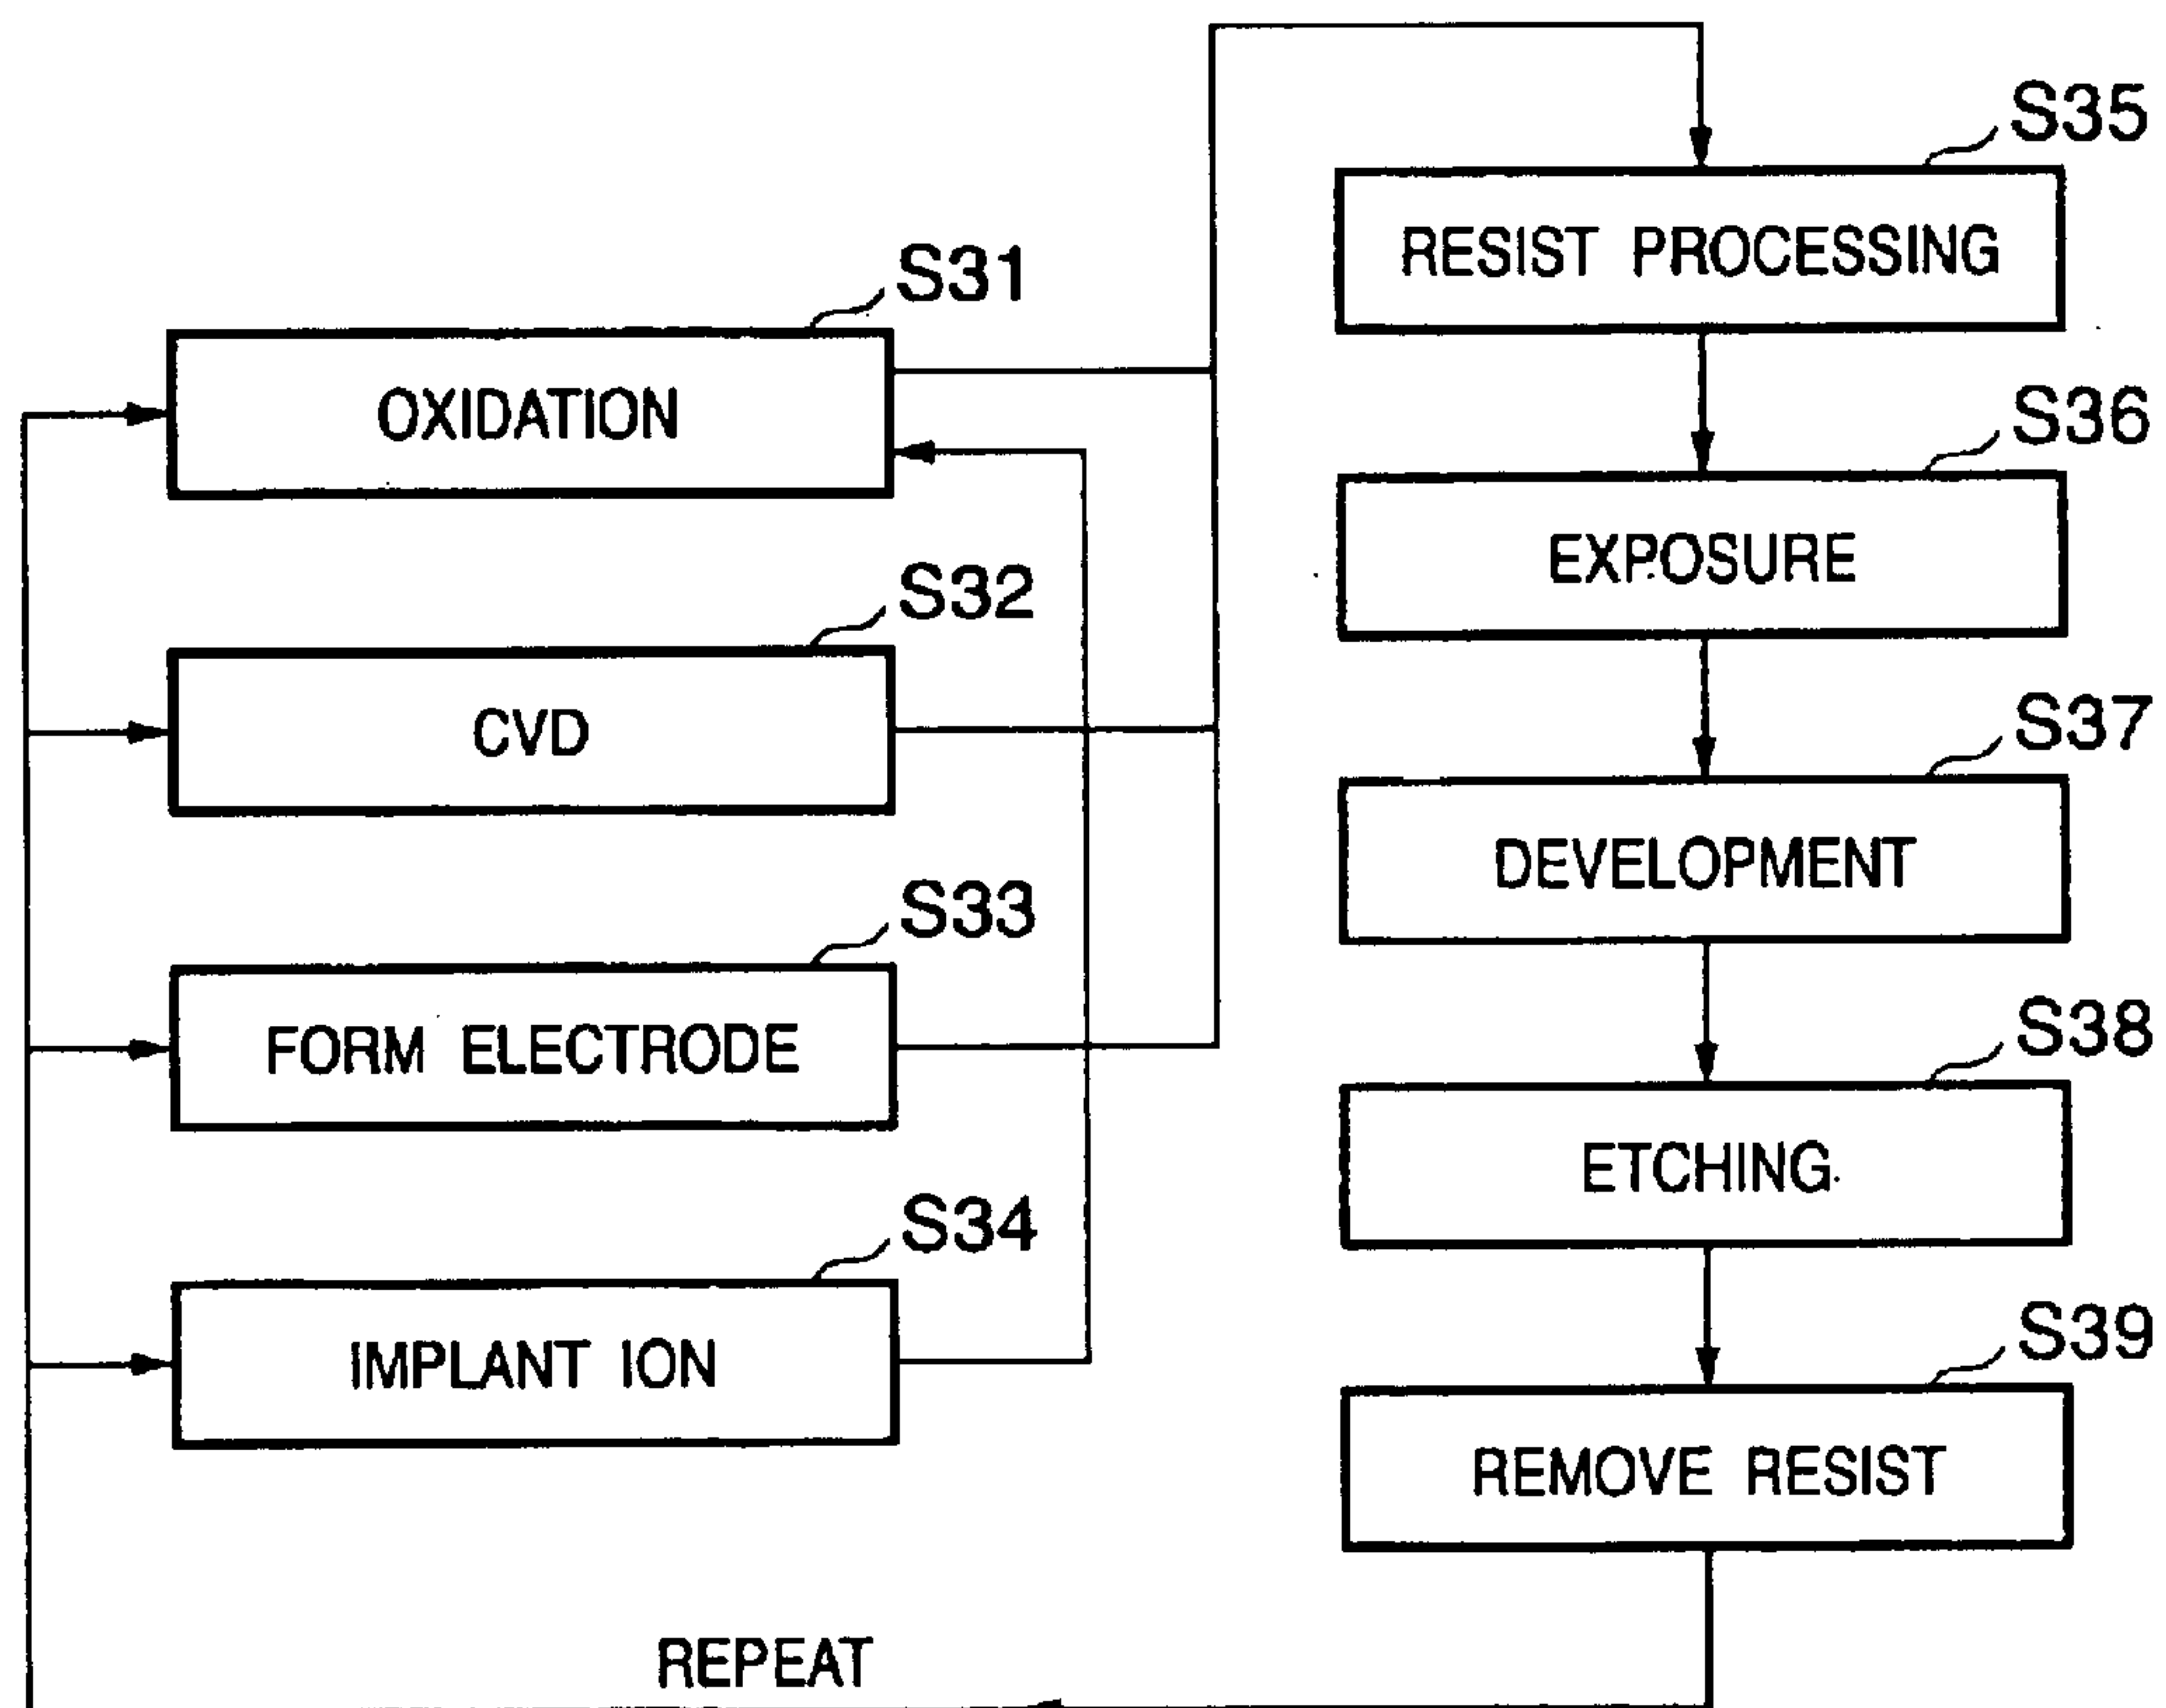 S31
OXIDATION
S32
CVD
S33
FORM ELECTRODE
S34
IMPLANT ION
S35
RESIST PROCESSING
S36
EXPOSURE
S37
DEVELOPMENT
S38
ETCHING
S39
REMOVE RESIST
REPEAT